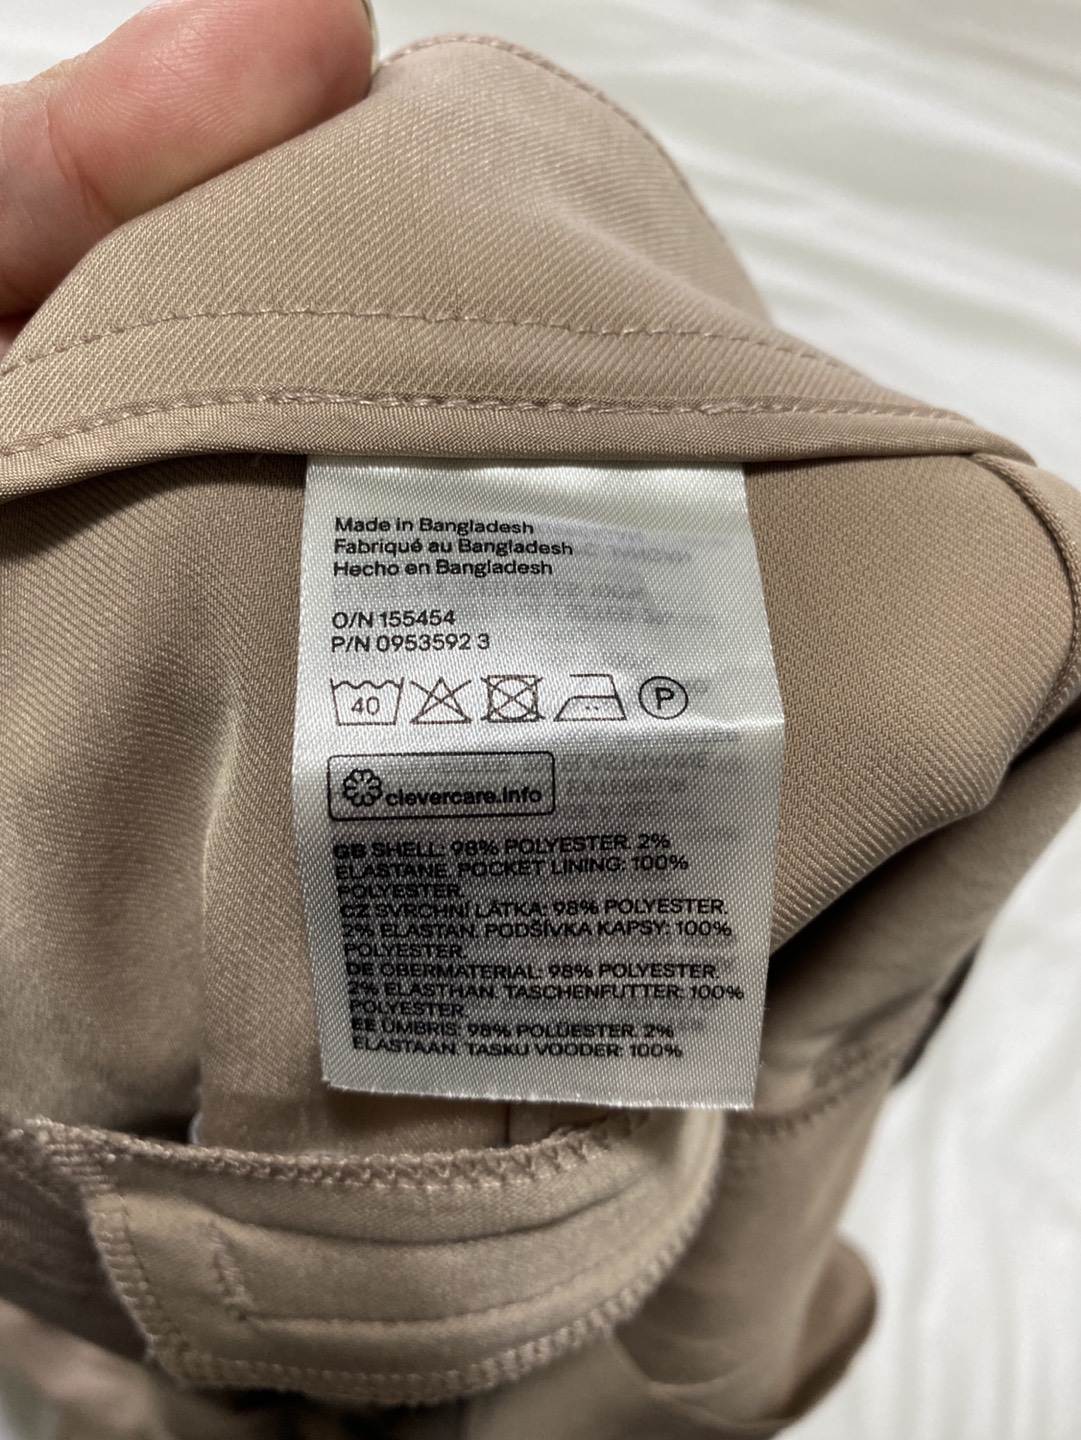 Made in Bangladesh
Fabriqué au Bangladesh
Hecho en Bangladesh
O/N 155454
P/N 0953592 3
40 P
clevercare.info
GB SHELL: 98% POLYESTER. 2%
ELASTANE. POCKET LINING: 100%
POLYESTER.
CZ SVRCHNÍ LÁTKA: 98% POLYESTER.
2% ELASTAN. PODŠÍVKA KAPSY: 100%
POLYESTER.
DE OBERMATERIAL: 98% POLYESTER.
2% ELASTHAN. TASCHENFUTTER: 100%
POLYESTER.
EE ÜMBRIS: 98% POLÜESTER. 2%
ELASTAAN. TASKU VOODER: 100%